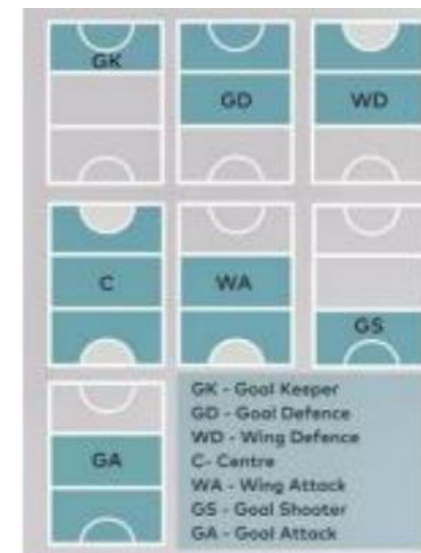 GK
GD
WD
C
WA
GS
GA
GK - Goal Keeper
GD - Goal Defence
WD - Wing Defence
C- Centre
WA - Wing Attack
GS - Goal Shooter
GA - Goal Attack